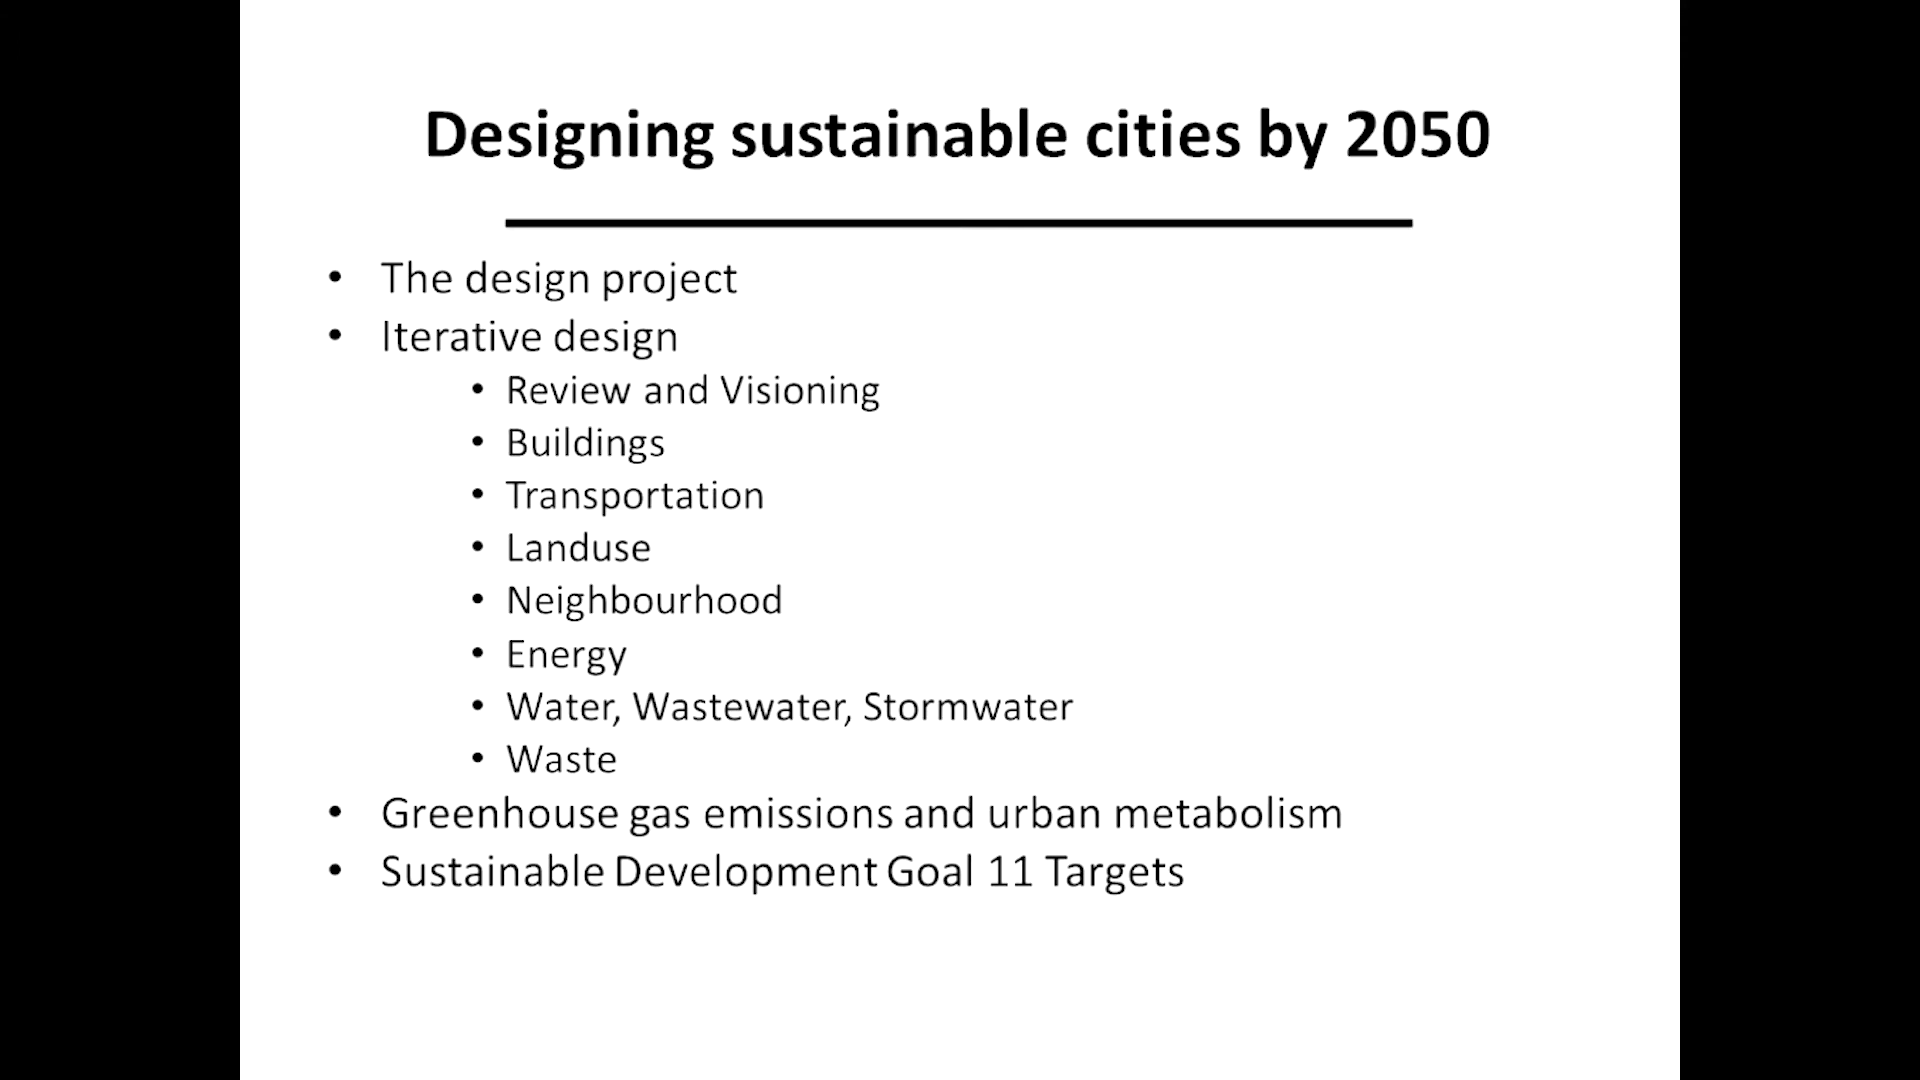 Designing sustainable cities by 2050
• The design project
• Iterative design
• Review and Visioning
• Buildings
• Transportation
• Landuse
• Neighbourhood
• Energy
• Water, Wastewater, Stormwater
• Waste
• Greenhouse gas emissions and urban metabolism
• Sustainable Development Goal 11 Targets